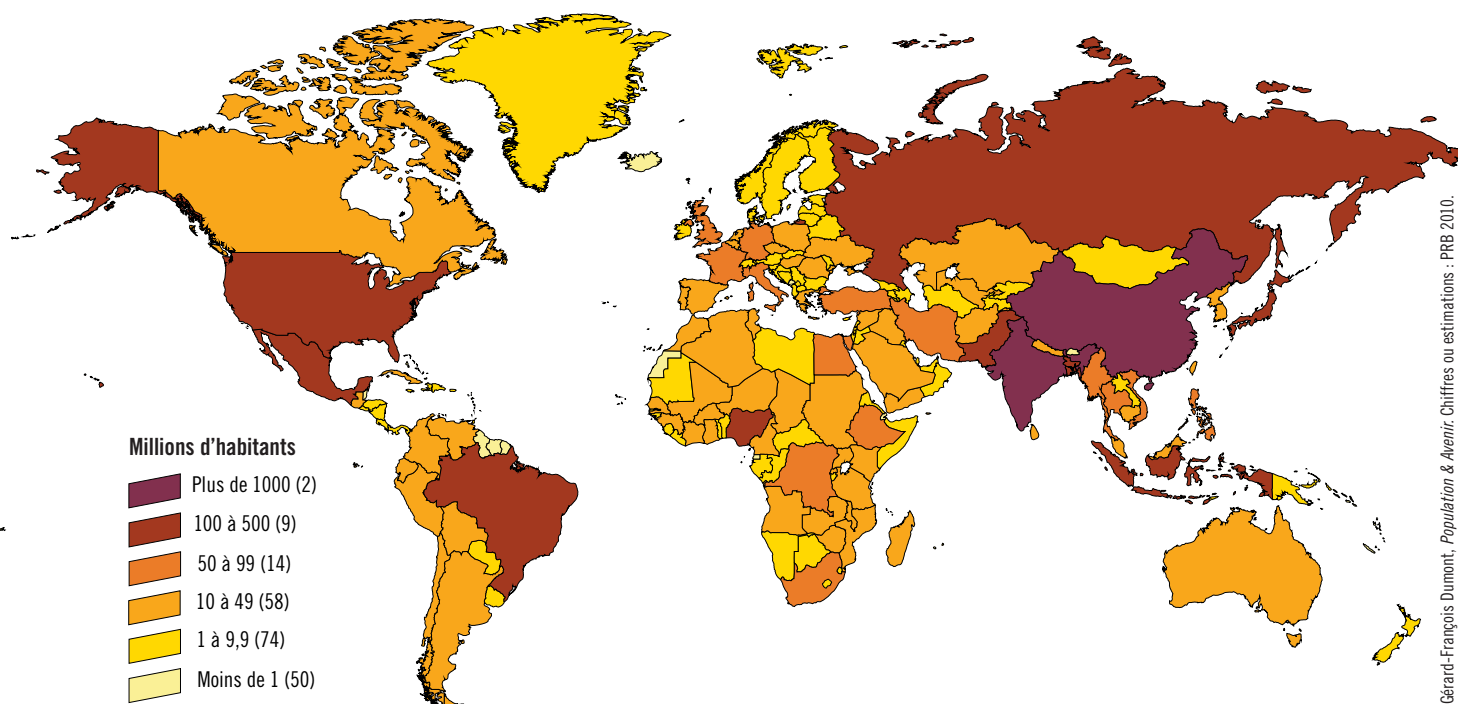 Millions d'habitants
Plus de 1000 (2)
100 à 500 (9)
50 à 99 (14)
10 à 49 (58)
1 à 9,9 (74)
Moins de 1 (50)
Gérard-François Dumont, Population & Avenir. Chiffres ou estimations : PRB 2010.